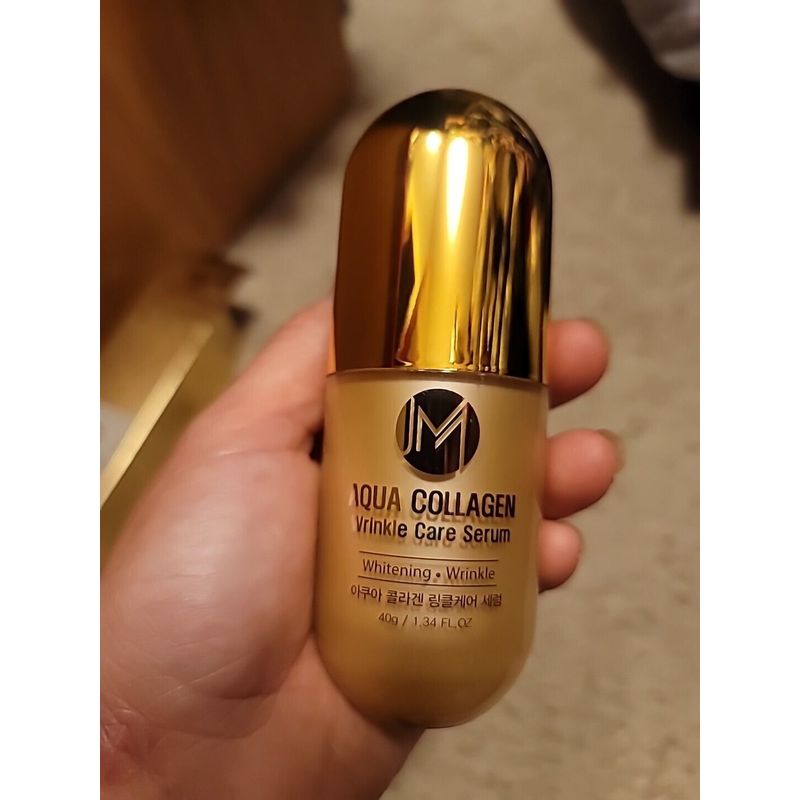 JM
AQUA COLLAGEN
Wrinkle Care Serum
Whitening • Wrinkle
아쿠아 콜라겐 링클케어 세럼
40g / 1.34 FL.OZ